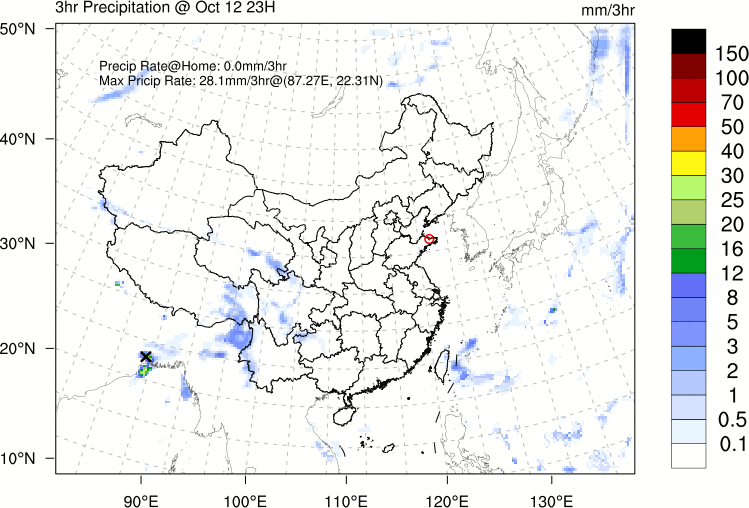 3hr Precipitation @ Oct 12 23H
mm/3hr
Precip Rate@Home: 0.0mm/3hr
Max Pricip Rate: 28.1mm/3hr@(87.27E, 22.31N)
50°N
40°N
30°N
20°N
10°N
90°E
100°E
110°E
120°E
130°E
150
100
70
50
40
30
25
20
16
12
8
5
3
2
1
0.5
0.1